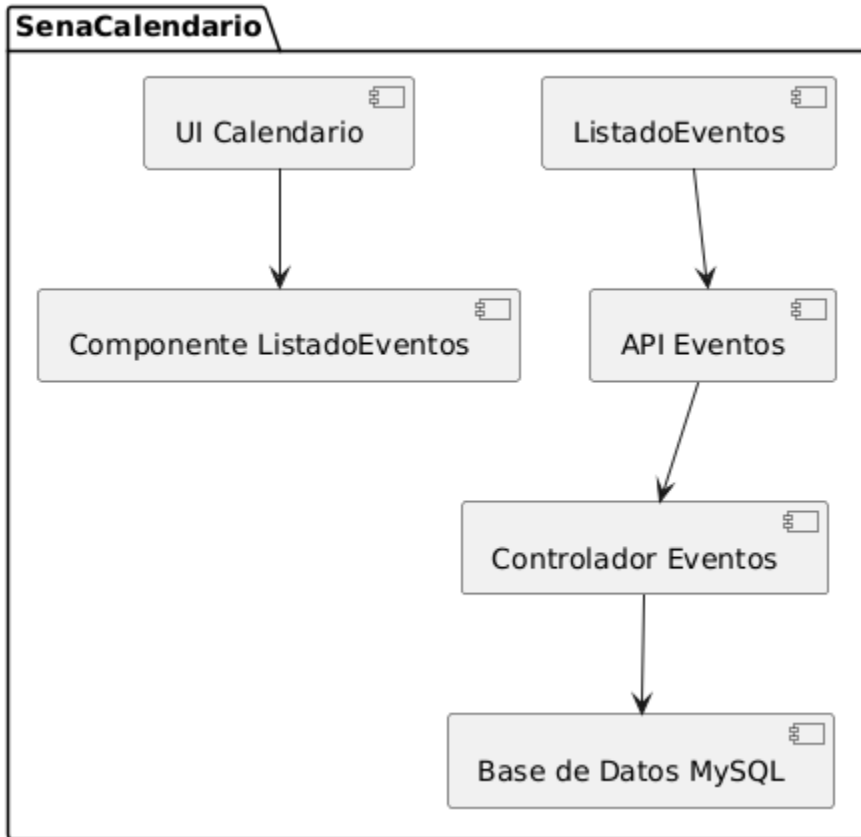 SenaCalendario
UI Calendario
ListadoEventos
Componente ListadoEventos
API Eventos
Controlador Eventos
Base de Datos MySQL